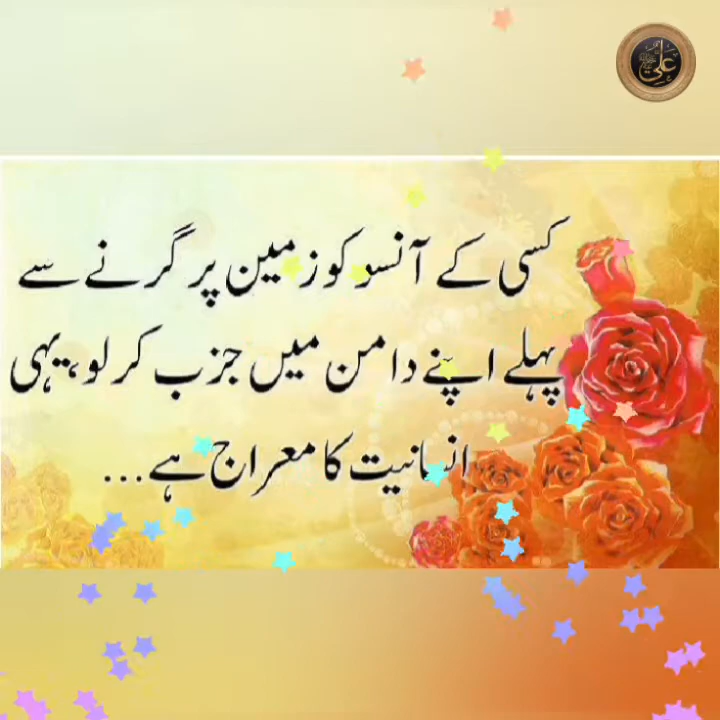 علی
کسی کے آنسو کو زمین پر گرنے سے
پہلے اپنے دامن میں جزب کر لو، یہی
انسانیت کا معراج ہے...